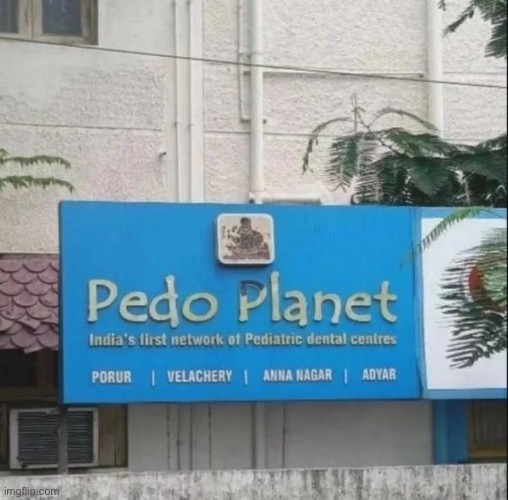 Pedo Planet
India's first network of Pediatric dental centres
PORUR | VELACHERY | ANNA NAGAR | ADYAR
imgflip.com